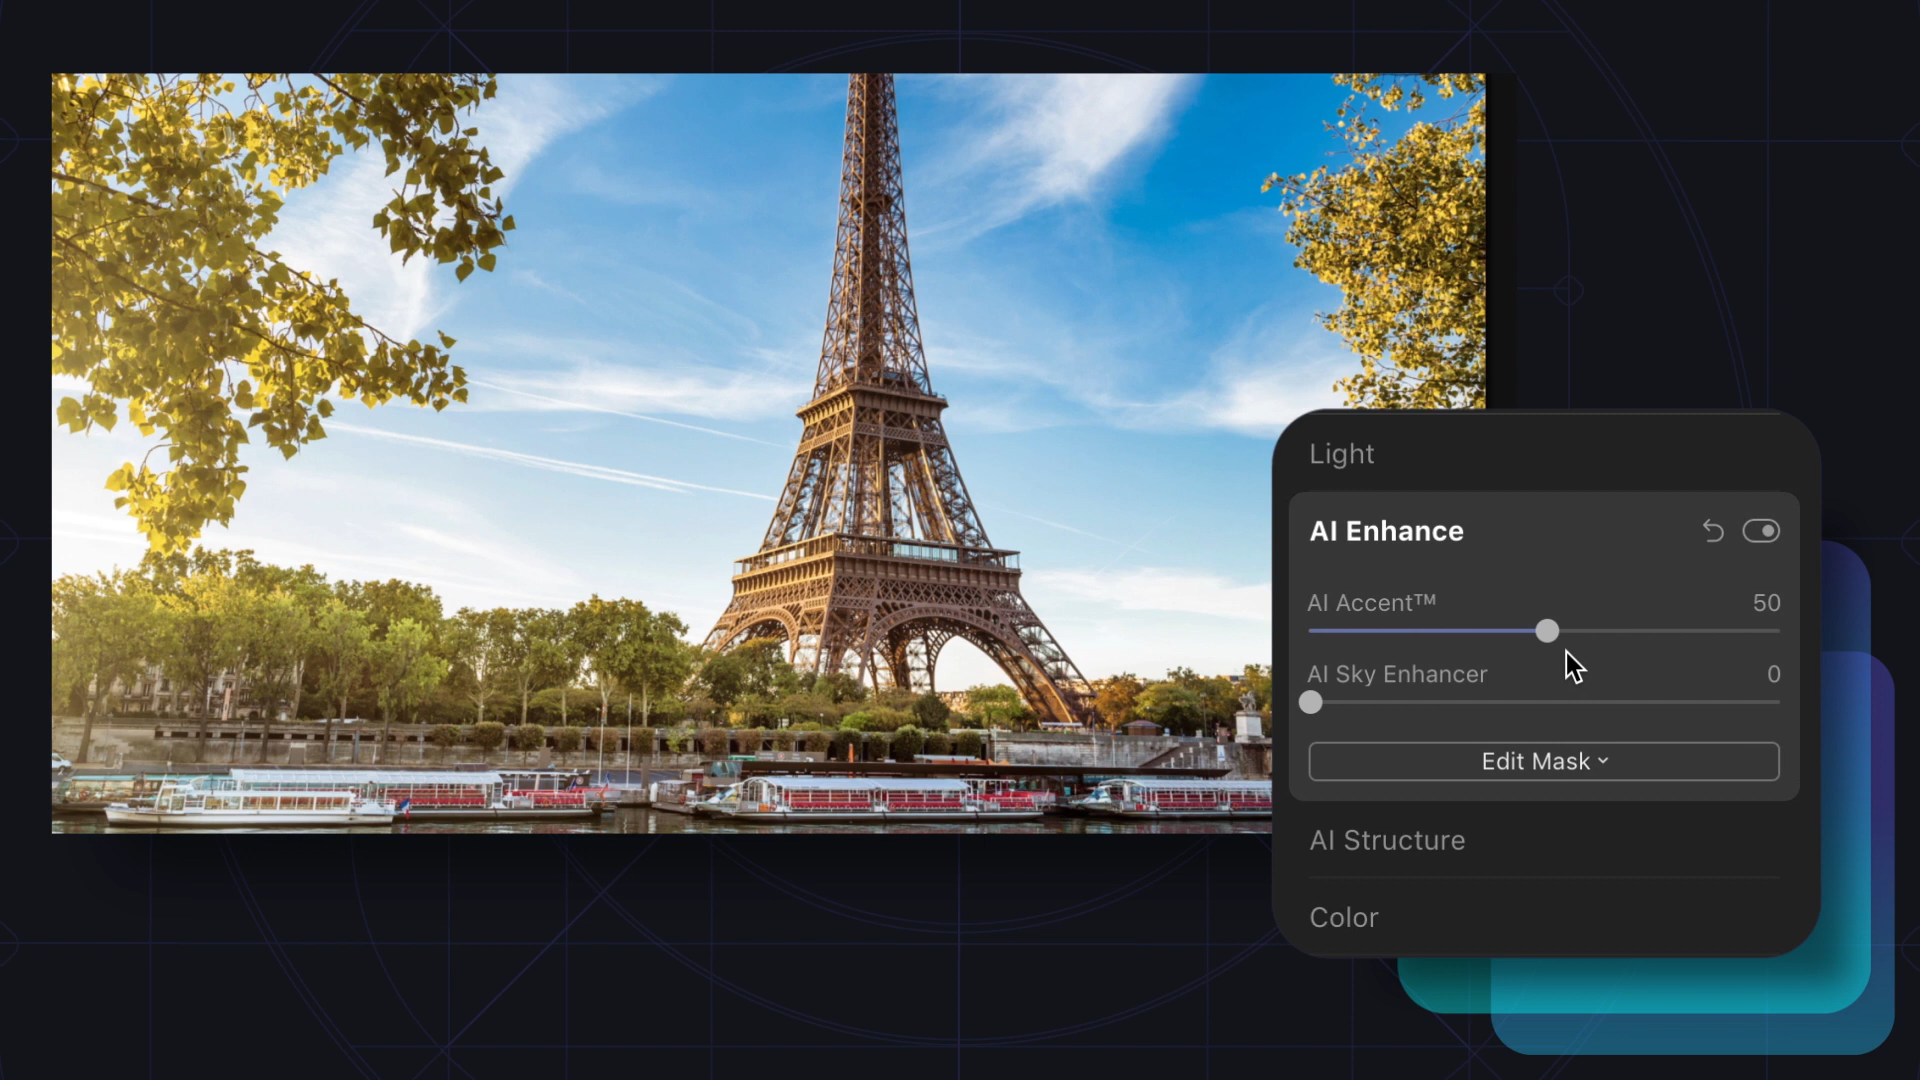 Light
AI Enhance
AI Accent™ 50
AI Sky Enhancer 0
Edit Mask
AI Structure
Color